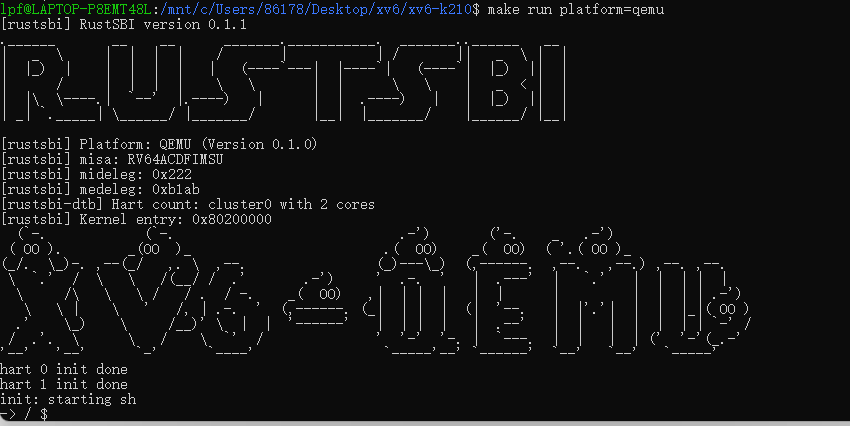 lpf@LAPTOP-P8EMT48L:/mnt/c/Users/86178/Desktop/xv6/xv6-k210$ make run platform=qemu
[rustsbi] RustSBI version 0.1.1
RUSTSBI
[rustsbi] Platform: QEMU (Version 0.1.0)
[rustsbi] misa: RV64ACDFIMSU
[rustsbi] mideleg: 0x222
[rustsbi] medeleg: 0xb1ab
[rustsbi-dtb] Hart count: cluster0 with 2 cores
[rustsbi] Kernel entry: 0x80200000
XV6-QEMU
hart 0 init done
hart 1 init done
init: starting sh
-> / $